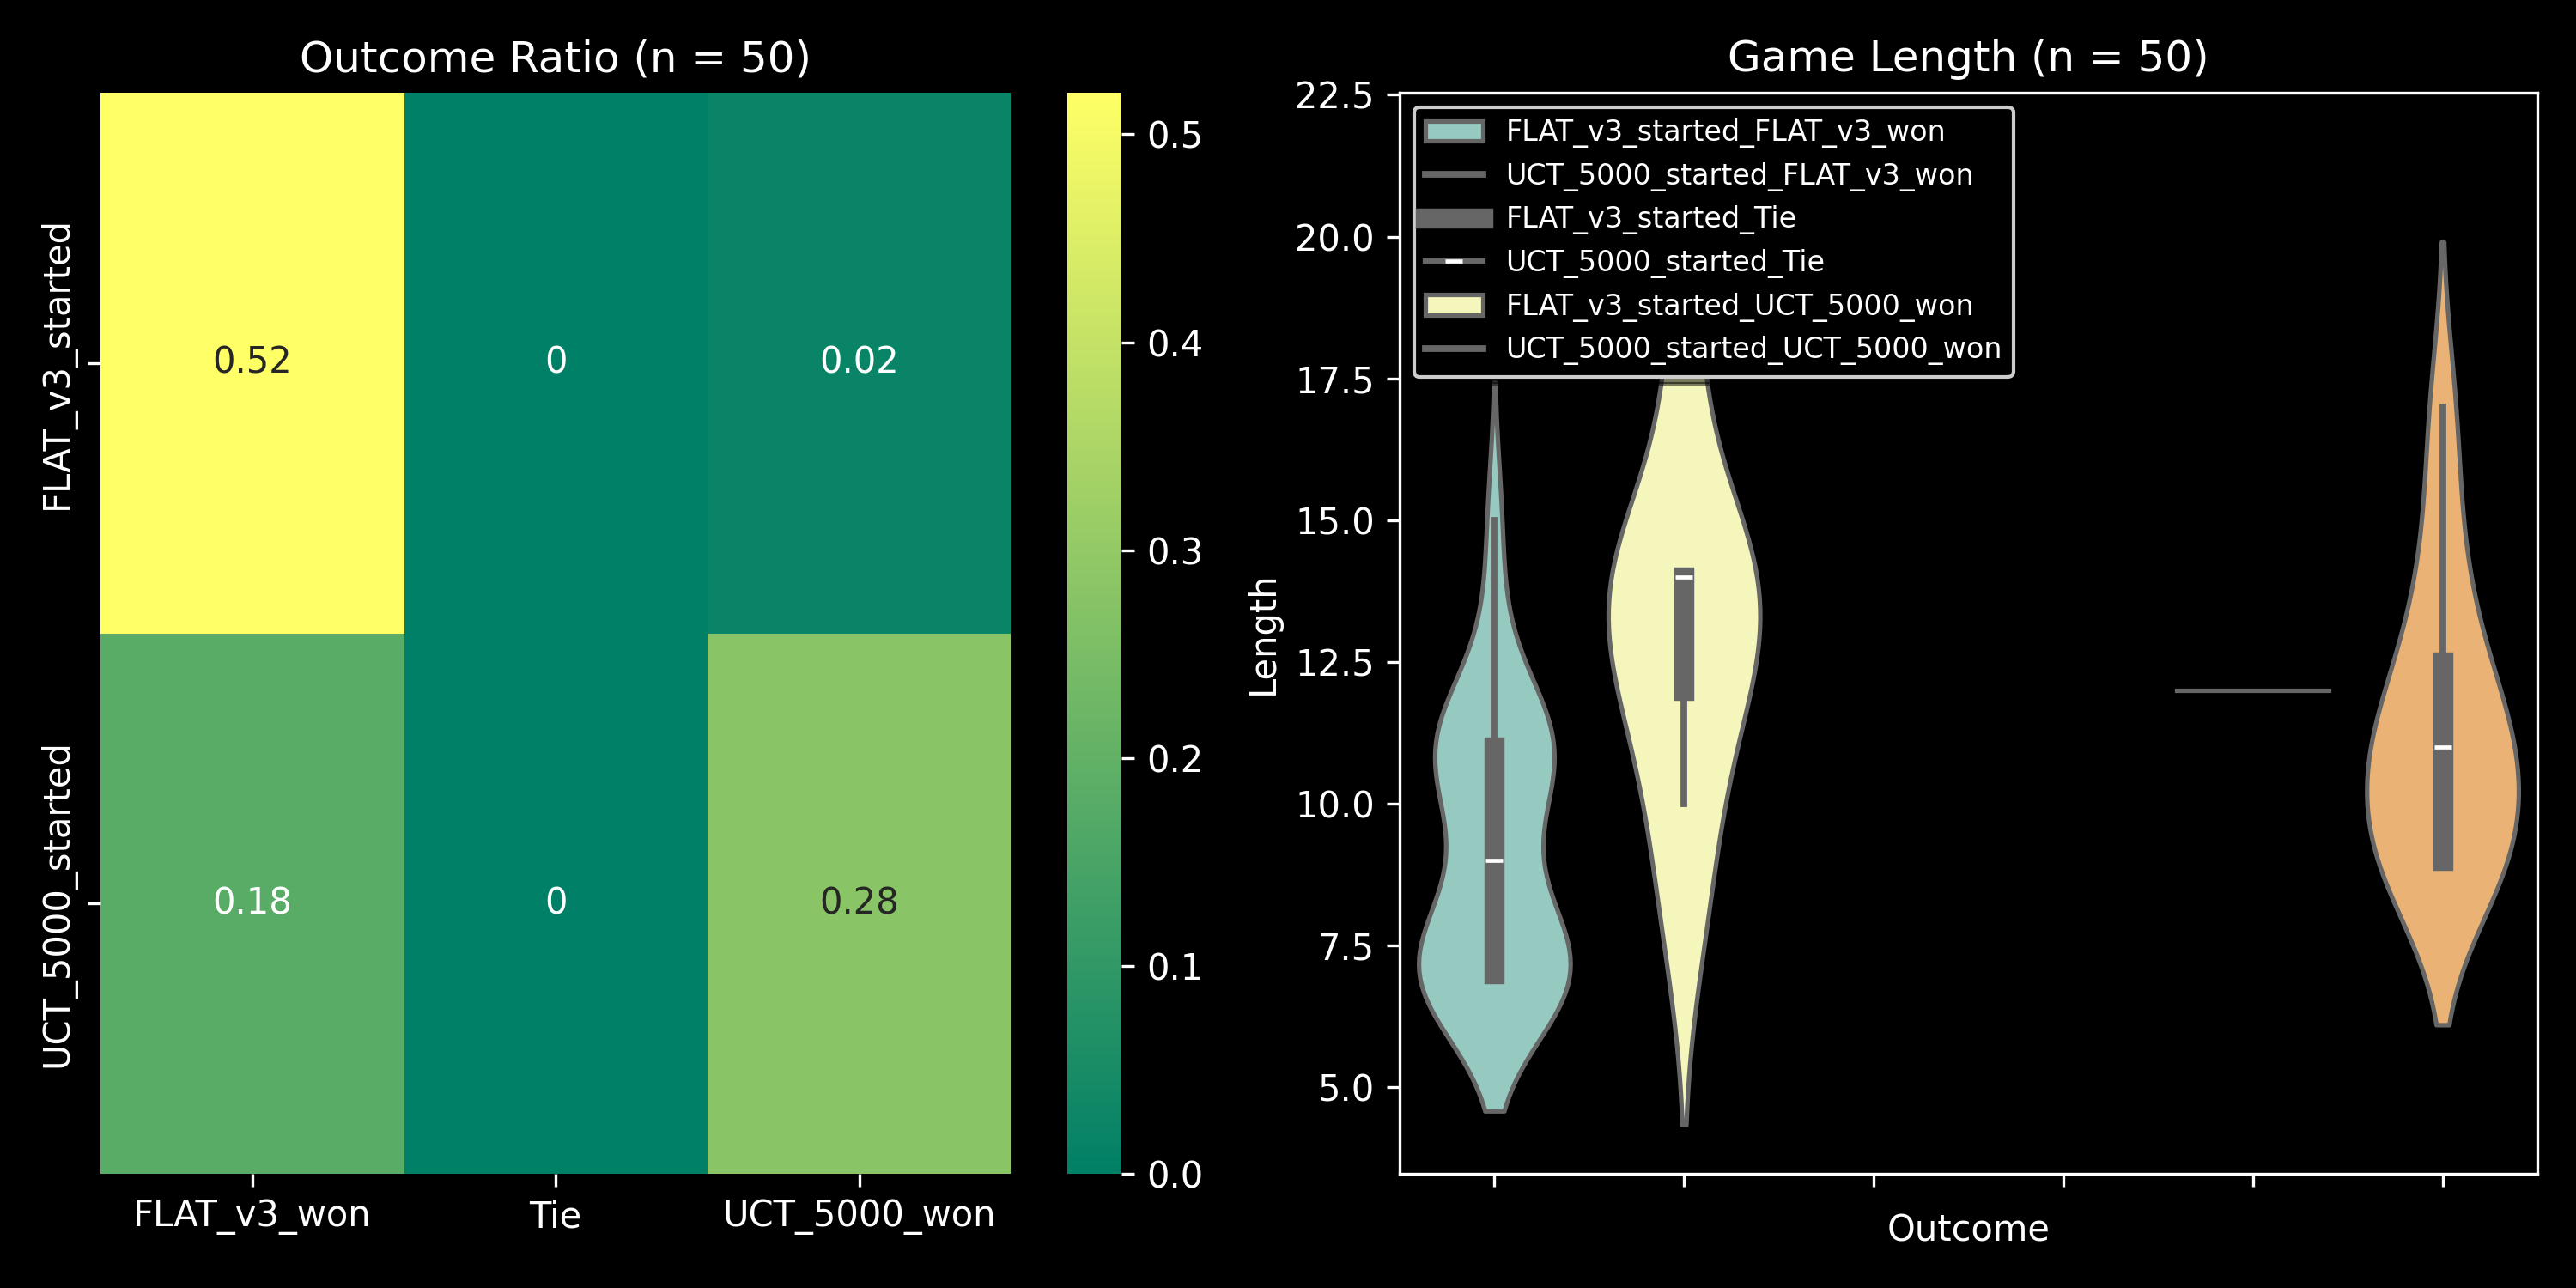 Outcome Ratio (n = 50)
FLAT_v3_started
UCT_5000_started
0.52
0
0.02
0.18
0
0.28
FLAT_v3_won
Tie
UCT_5000_won
0.5
0.4
0.3
0.2
0.1
0.0
Game Length (n = 50)
Length
22.5
20.0
17.5
15.0
12.5
10.0
7.5
5.0
FLAT_v3_started_FLAT_v3_won
UCT_5000_started_FLAT_v3_won
FLAT_v3_started_Tie
UCT_5000_started_Tie
FLAT_v3_started_UCT_5000_won
UCT_5000_started_UCT_5000_won
Outcome